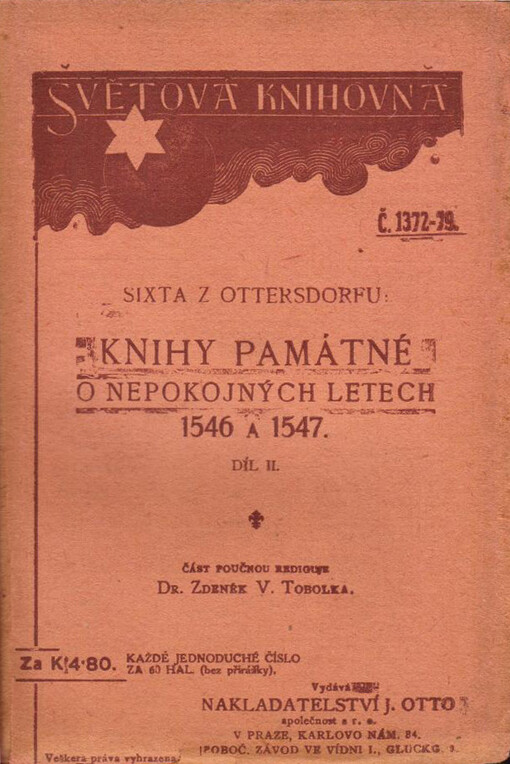 SVĚTOVÁ KNIHOVNA
Č. 1372-79.
SIXTA Z OTTERSDORFU:
KNIHY PAMÁTNÉ
O NEPOKOJNÝCH LETECH
1546 A 1547.
DÍL II.
ČÁST POUČNOU REDIGUJE
DR. ZDENĚK V. TOBOLKA.
Za K 4·80.
KAŽDÉ JEDNODUCHÉ ČÍSLO
ZA 60 HAL. (bez přirážky).
Vydává
NAKLADATELSTVÍ J. OTTO
společnost s r. o.
V PRAZE, KARLOVO NÁM. 34.
POBOČ. ZÁVOD VE VÍDNI I., GLUCKG. 3.
Veškera práva vyhrazena.